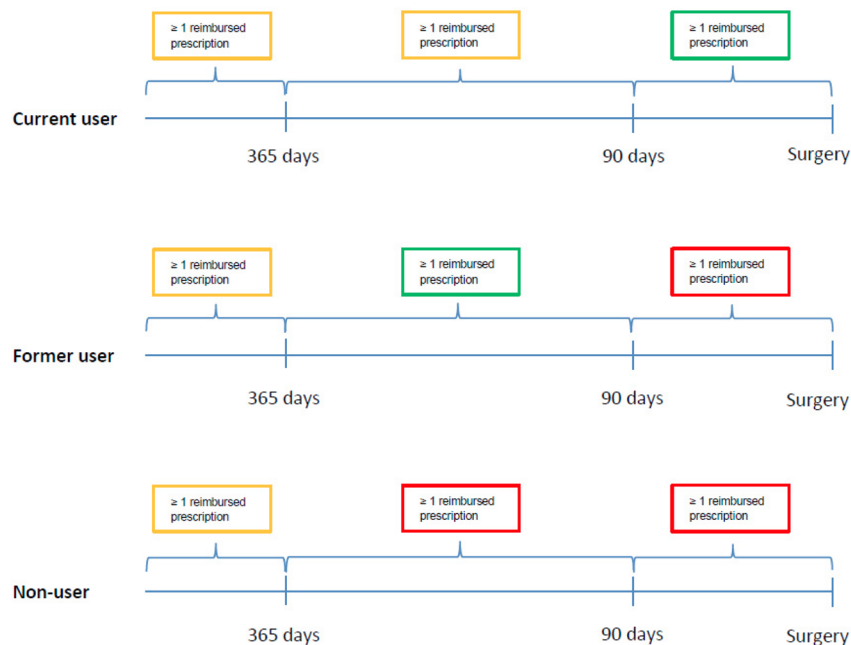 ≥ 1 reimbursed
prescription
≥ 1 reimbursed
prescription
≥ 1 reimbursed
prescription
Current user
365 days
90 days
Surgery
≥ 1 reimbursed
prescription
≥ 1 reimbursed
prescription
≥ 1 reimbursed
prescription
Former user
365 days
90 days
Surgery
≥ 1 reimbursed
prescription
≥ 1 reimbursed
prescription
≥ 1 reimbursed
prescription
Non-user
365 days
90 days
Surgery